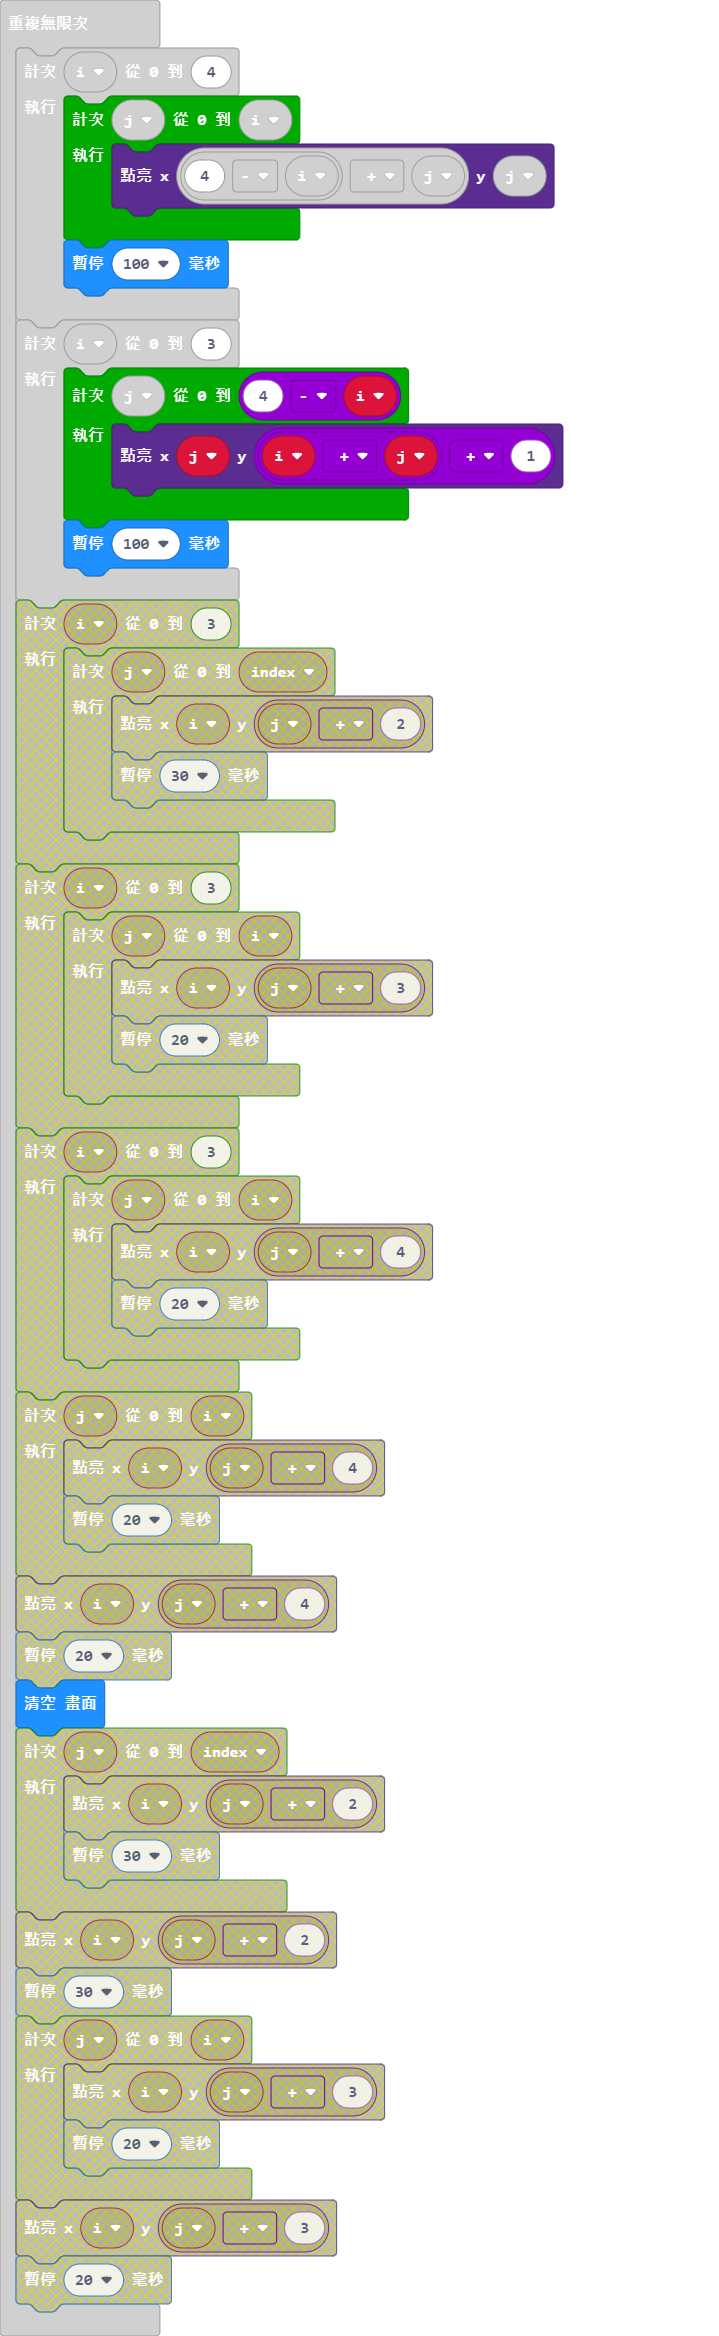 重複無限次
計次 i 從 0 到 4
執行
計次 j 從 0 到 i
執行
點亮 x 4 - i + j y j
暫停 100 毫秒
計次 i 從 0 到 3
執行
計次 j 從 0 到 4 - i
執行
點亮 x j y i + j + 1
暫停 100 毫秒
計次 i 從 0 到 3
執行
計次 j 從 0 到 index
執行
點亮 x i y j + 2
暫停 30 毫秒
計次 i 從 0 到 3
執行
計次 j 從 0 到 i
執行
點亮 x i y j + 3
暫停 20 毫秒
計次 i 從 0 到 3
執行
計次 j 從 0 到 i
執行
點亮 x i y j + 4
暫停 20 毫秒
計次 j 從 0 到 i
執行
點亮 x i y j + 4
暫停 20 毫秒
點亮 x i y j + 4
暫停 20 毫秒
清空 畫面
計次 j 從 0 到 index
執行
點亮 x i y j + 2
暫停 30 毫秒
點亮 x i y j + 2
暫停 30 毫秒
計次 j 從 0 到 i
執行
點亮 x i y j + 3
暫停 20 毫秒
點亮 x i y j + 3
暫停 20 毫秒